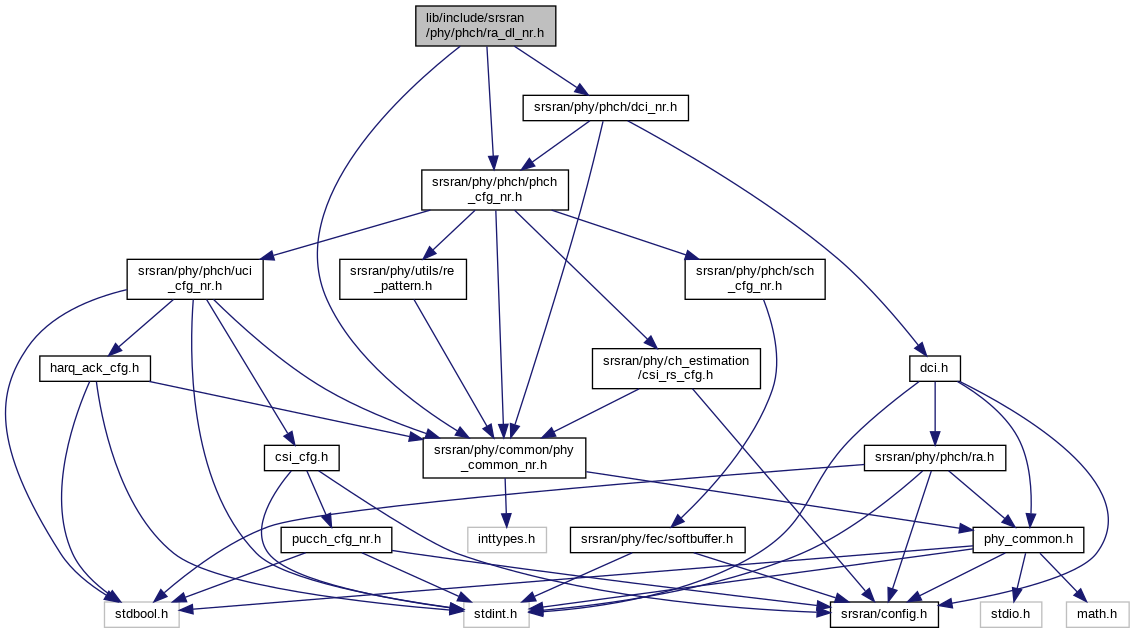 lib/include/srsran
/phy/phch/ra_dl_nr.h
srsran/phy/phch/dci_nr.h
srsran/phy/phch/phch
_cfg_nr.h
srsran/phy/phch/uci
_cfg_nr.h
srsran/phy/utils/re
_pattern.h
srsran/phy/phch/sch
_cfg_nr.h
harq_ack_cfg.h
srsran/phy/ch_estimation
/csi_rs_cfg.h
dci.h
csi_cfg.h
srsran/phy/common/phy
_common_nr.h
srsran/phy/phch/ra.h
pucch_cfg_nr.h
inttypes.h
srsran/phy/fec/softbuffer.h
phy_common.h
stdbool.h
stdint.h
srsran/config.h
stdio.h
math.h